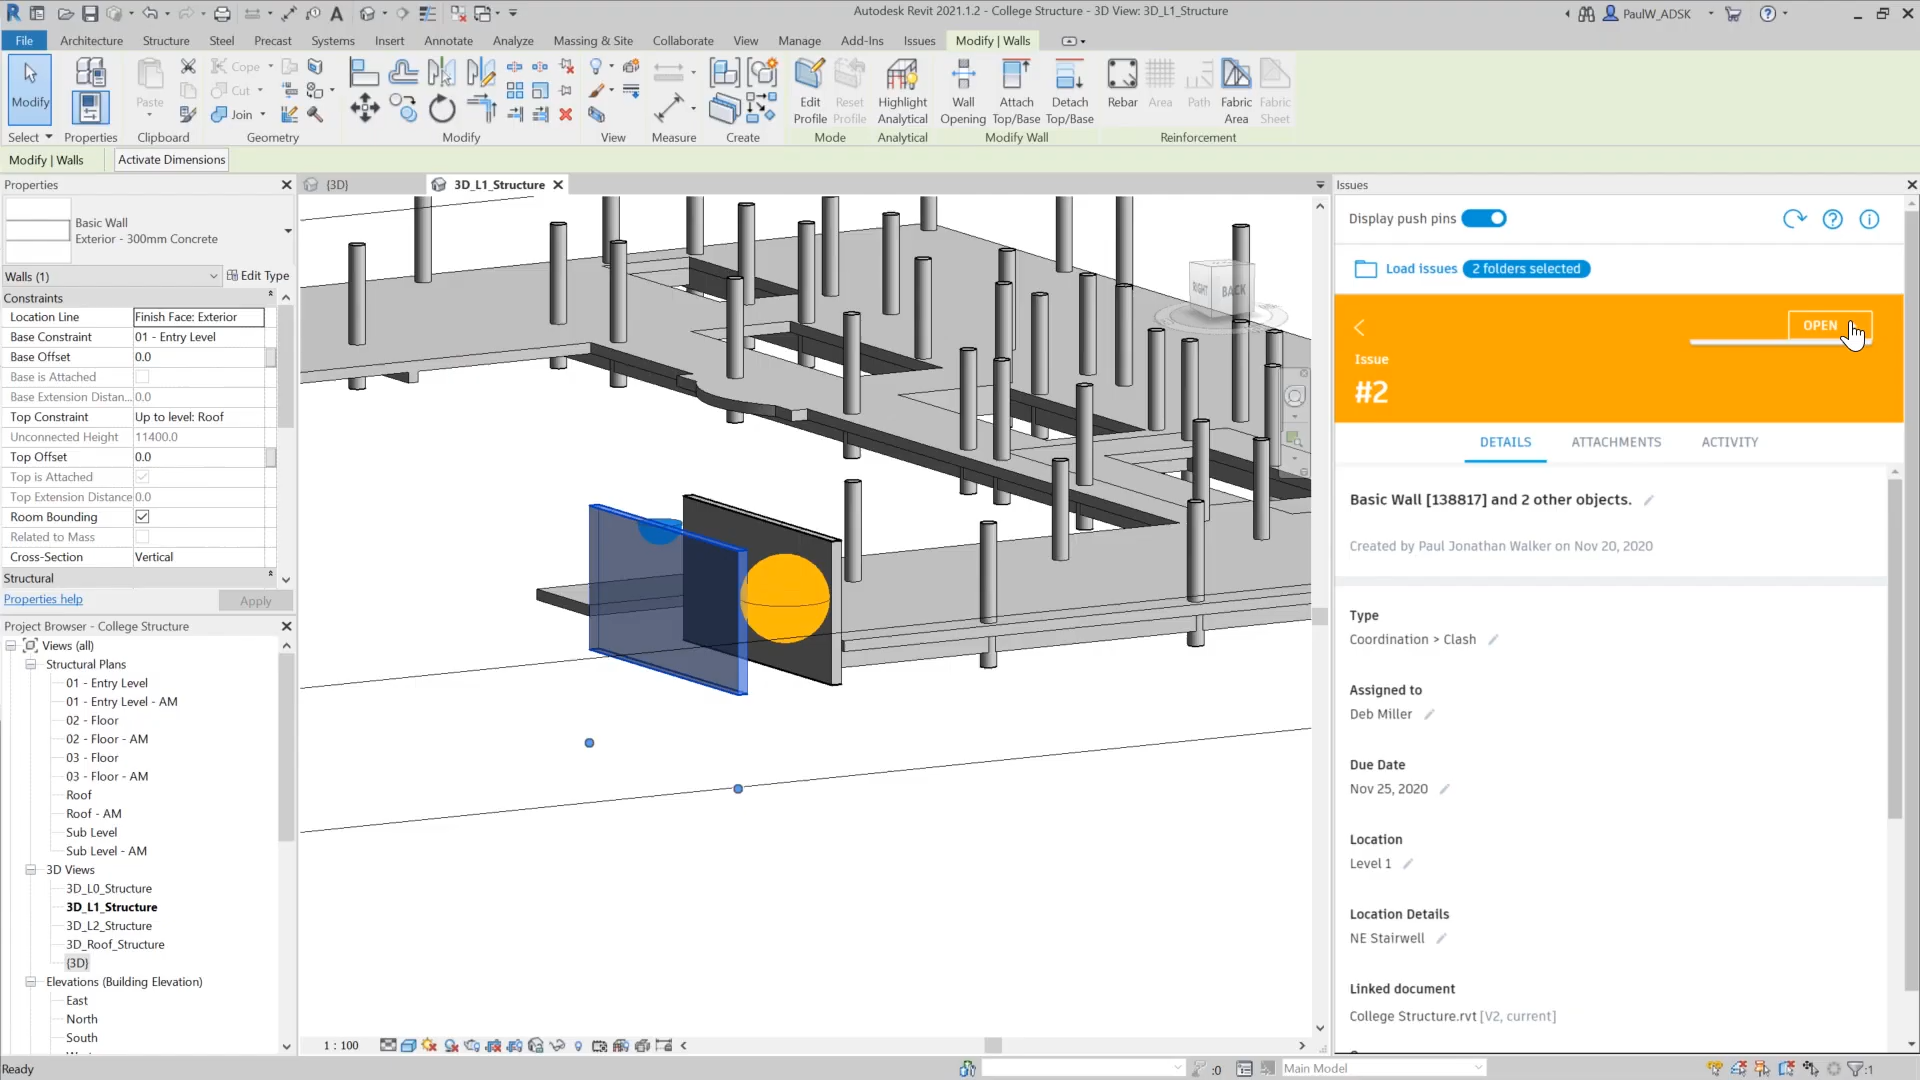 Autodesk Revit 2021.1.2 - College Structure - 3D View: 3D_L1_Structure
PaulW_ADSK
File Architecture Structure Steel Precast Systems Insert Annotate Analyze Massing & Site Collaborate View Manage Add-Ins Issues Modify | Walls
Modify
Paste
Cope
Cut
Join
Edit Profile
Reset Profile
Highlight Analytical
Wall Opening
Attach Top/Base
Detach Top/Base
Rebar
Area
Path
Fabric Area
Fabric Sheet
Select Properties Clipboard Geometry Modify View Measure Create Mode Analytical Modify Wall Reinforcement
Modify | Walls
Activate Dimensions
Properties
Basic Wall
Exterior - 300mm Concrete
Walls (1)
Edit Type
Constraints
Location Line Finish Face: Exterior
Base Constraint 01 - Entry Level
Base Offset 0.0
Base is Attached
Base Extension Distan... 0.0
Top Constraint Up to level: Roof
Unconnected Height 11400.0
Top Offset 0.0
Top is Attached
Top Extension Distance 0.0
Room Bounding
Related to Mass
Cross-Section Vertical
Structural
Properties help
Apply
Project Browser - College Structure
Views (all)
Structural Plans
01 - Entry Level
01 - Entry Level - AM
02 - Floor
02 - Floor - AM
03 - Floor
03 - Floor - AM
Roof
Roof - AM
Sub Level
Sub Level - AM
3D Views
3D_L0_Structure
3D_L1_Structure
3D_L2_Structure
3D_Roof_Structure
{3D}
Elevations (Building Elevation)
East
North
South
{3D}
3D_L1_Structure
RIGHT
BACK
1 : 100
Issues
Display push pins
Load issues 2 folders selected
OPEN
Issue
#2
DETAILS ATTACHMENTS ACTIVITY
Basic Wall [138817] and 2 other objects.
Created by Paul Jonathan Walker on Nov 20, 2020
Type
Coordination > Clash
Assigned to
Deb Miller
Due Date
Nov 25, 2020
Location
Level 1
Location Details
NE Stairwell
Linked document
College Structure.rvt [V2, current]
Ready
:0
Main Model
:1